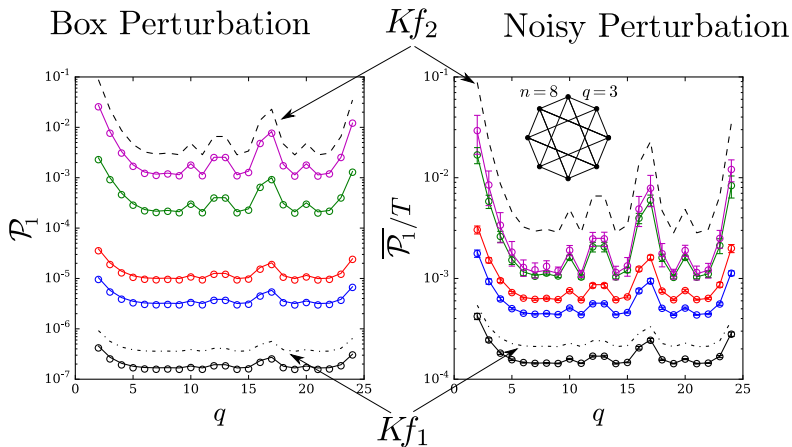 Box Perturbation
Kf₂
Noisy Perturbation
10⁻¹
10⁻²
10⁻³
10⁻⁴
10⁻⁵
10⁻⁶
10⁻⁷
0 5 10 15 20 25
𝒫₁
q
10⁻¹
10⁻²
10⁻³
10⁻⁴
0 5 10 15 20 25
n=8 q=3
𝒫̅₁/T
q
Kf₁